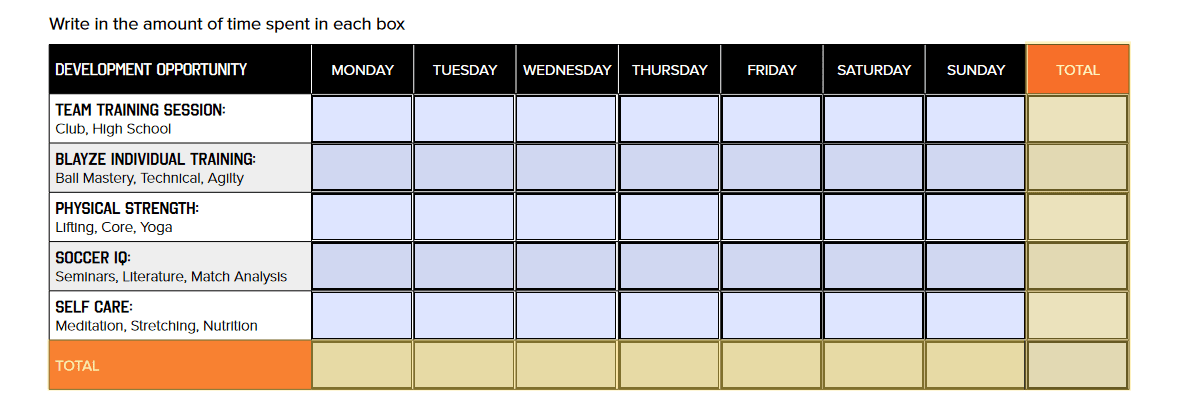 Write in the amount of time spent in each box
DEVELOPMENT OPPORTUNITY MONDAY TUESDAY WEDNESDAY THURSDAY FRIDAY SATURDAY SUNDAY TOTAL
TEAM TRAINING SESSION:
Club, High School
BLAYZE INDIVIDUAL TRAINING:
Ball Mastery, Technical, Agilty
PHYSICAL STRENGTH:
Lifting, Core, Yoga
SOCCER IQ:
Seminars, Literature, Match Analysis
SELF CARE:
Meditation, Stretching, Nutrition
TOTAL